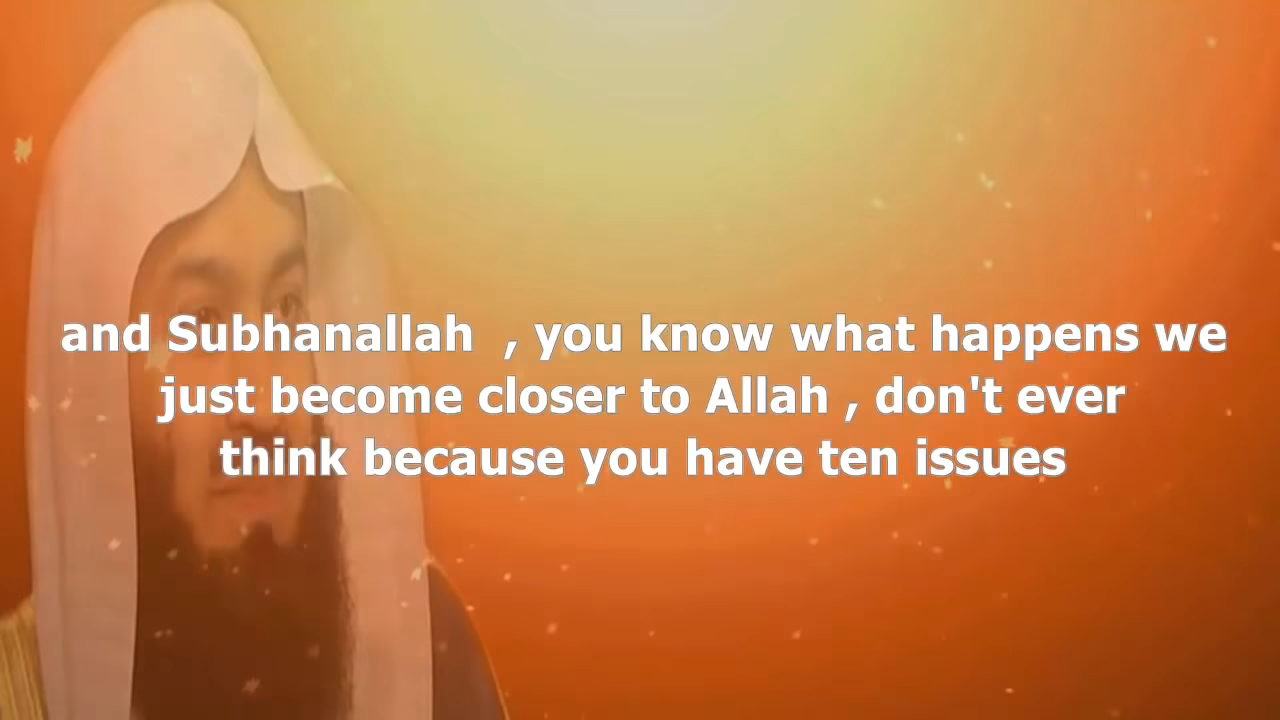 and Subhanallah  , you know what happens we
just become closer to Allah , don't ever
think because you have ten issues